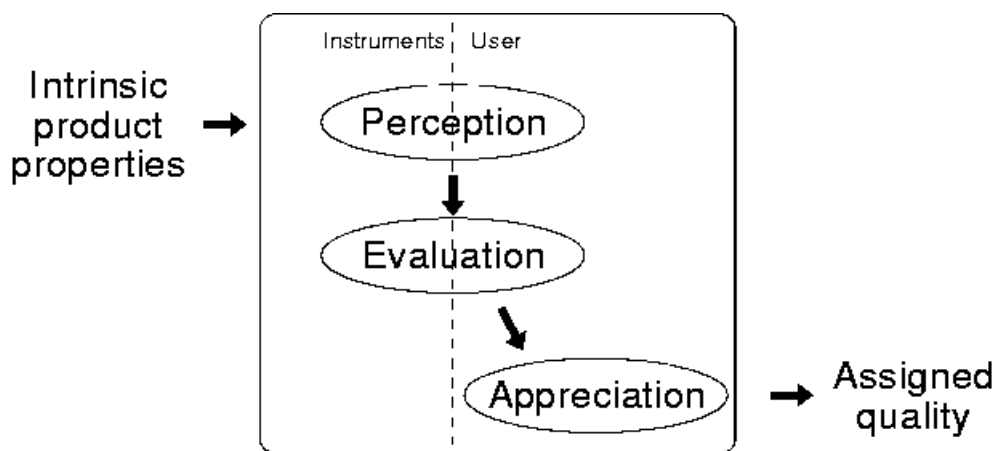 Instruments User
Intrinsic
product
properties
Perception
Evaluation
Appreciation
Assigned
quality